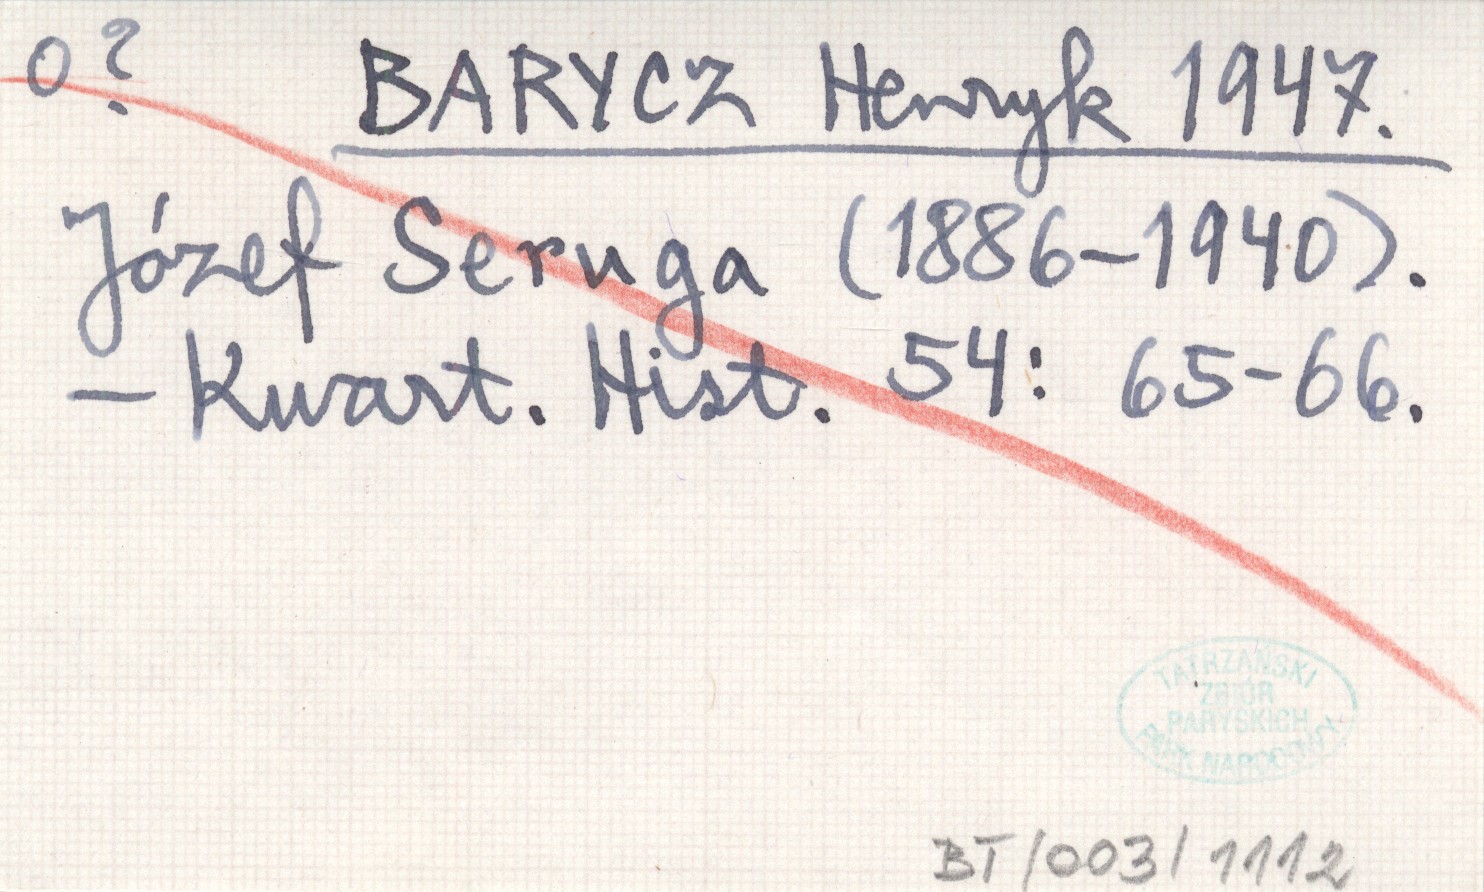 o?
BARYCZ Henryk 1947.
Józef Seruga (1886-1940).
- Kwart. Hist. 54: 65-66.
TATRZAŃSKI
ZBIÓR
PARYSKICH
PARK NARODOWY
BT/003/1112